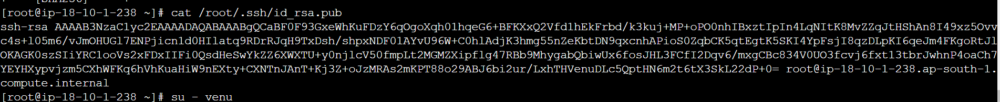 [root@ip-18-10-1-238 ~]# cat /root/.ssh/id_rsa.pub
ssh-rsa AAAAB3NzaC1yc2EAAAADAQABAAABgQCaBF0F93GxeWhKuFDzY6qOgoXqh01hqeG6+BFKXxQ2Vfd1hEkFrbd/k3kuj+MP+oPO0nhIBxztIpIn4LqNItK8MvZZqJtHShAn8I49xz5Ovv
c4s+l05m6/vJmOHUGl7ENPjicn1d0HIlatq9RDrRJqH9TxDsh/shpxNDF01AYvU96W+C0hlAdjK3hmg55nZeKbtDN9qxcnhAPioS0ZqbCK5qtEgtK5SKI4YpFsjI8qzDLpKI6qeJm4FKgoRtJl
OKAGK0szSIiYRC1ooVs2xFDxIIFi0QsdHeSwYkZZ6XWXTU+y0njlcV50fmpLt2MGMZXipflg47RBb9MhygabQbiwUx6fosJHL3FCfI2Dqv6/mxgCBc834V0UO3fcvj6fxt13tbrJwhnP4oaCh7
YEYHXypvjzm5CXhWFKq6hVhKuaHiW9nEXty+CXNTnJAnT+Kj3Z+oJzMRAs2mKPT88o29ABJ6bi2ur/LxhTHVenuDLc5QptHN6m2t6tX3SkL22dP+0= root@ip-18-10-1-238.ap-south-1.
compute.internal
[root@ip-18-10-1-238 ~]# su - venu